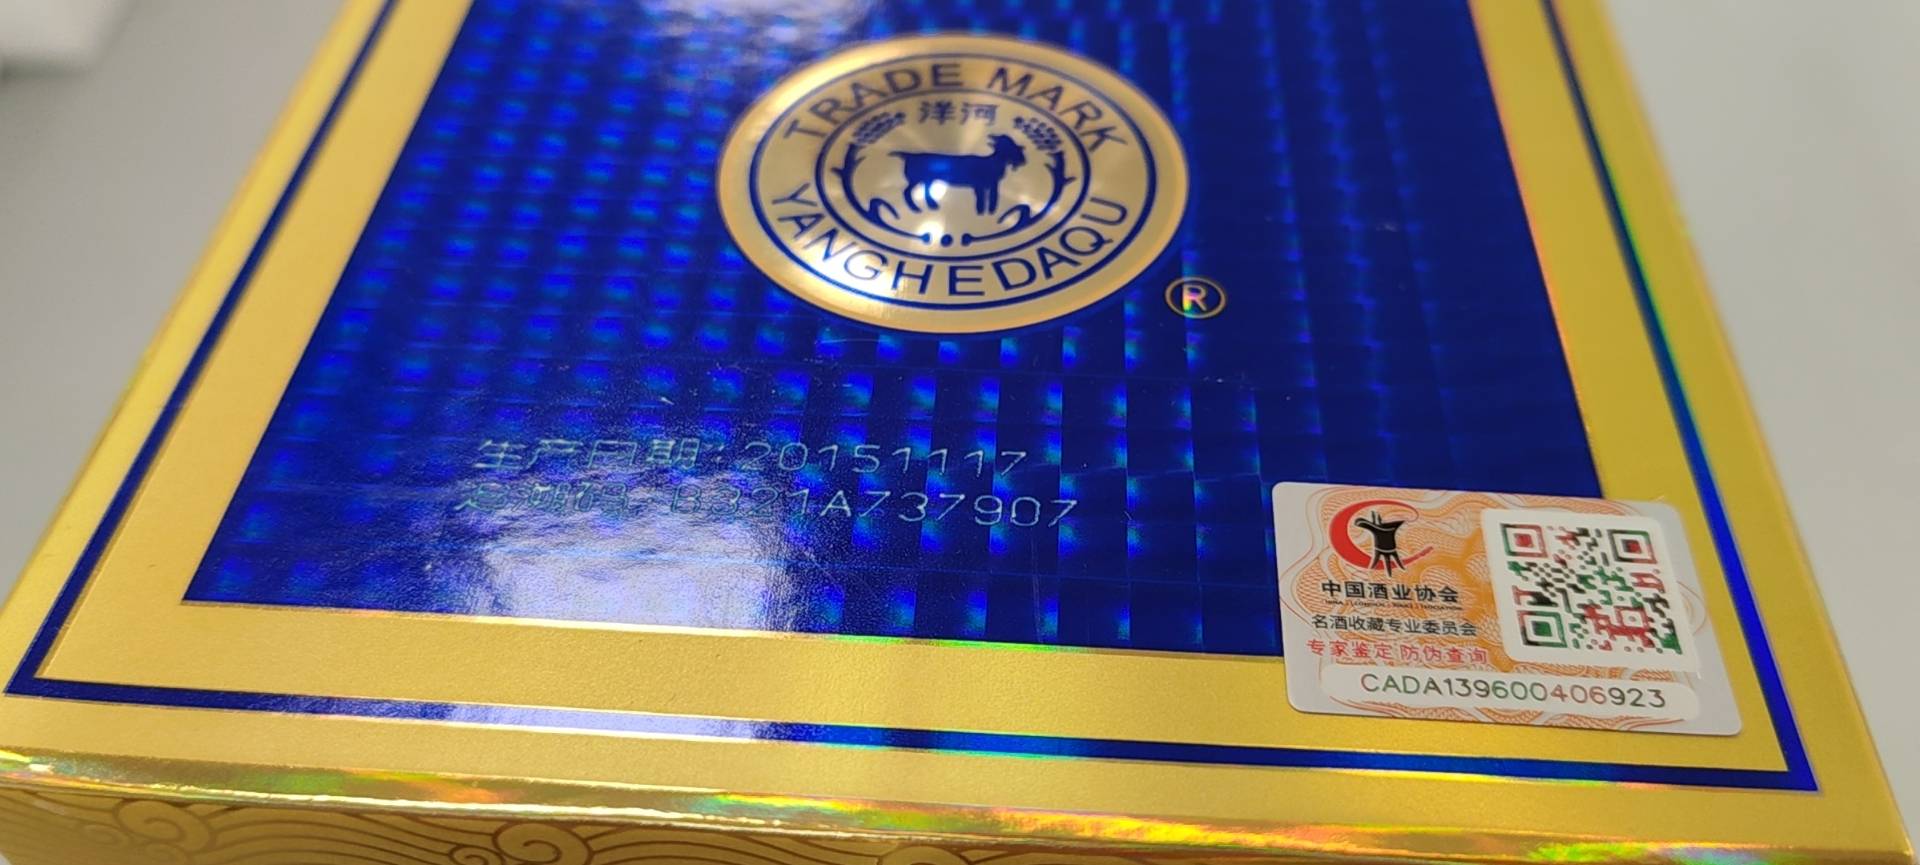 TRADE MARK
洋河
YANGHEDAQU
®
生产日期:20151117
追溯码:B321A737907
中国酒业协会
名酒收藏专业委员会
专家鉴定 防伪查询
CADA139600406923